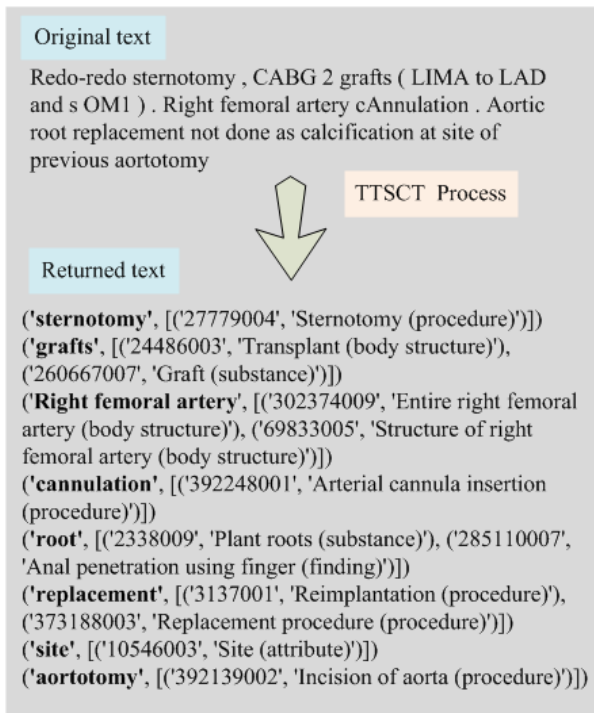 Original text
Redo-redo sternotomy , CABG 2 grafts ( LIMA to LAD
and s OM1 ) . Right femoral artery cAnnulation . Aortic
root replacement not done as calcification at site of
previous aortotomy
TTSCT Process
Returned text
('sternotomy', [('27779004', 'Sternotomy (procedure)')])
('grafts', [('24486003', 'Transplant (body structure)'),
('260667007', 'Graft (substance)')])
('Right femoral artery', [('302374009', 'Entire right femoral
artery (body structure)'), ('69833005', 'Structure of right
femoral artery (body structure)')])
('cannulation', [('392248001', 'Arterial cannula insertion
(procedure)')])
('root', [('2338009', 'Plant roots (substance)'), ('285110007',
'Anal penetration using finger (finding)')])
('replacement', [('3137001', 'Reimplantation (procedure)'),
('373188003', 'Replacement procedure (procedure)')])
('site', [('10546003', 'Site (attribute)')])
('aortotomy', [('392139002', 'Incision of aorta (procedure)')])